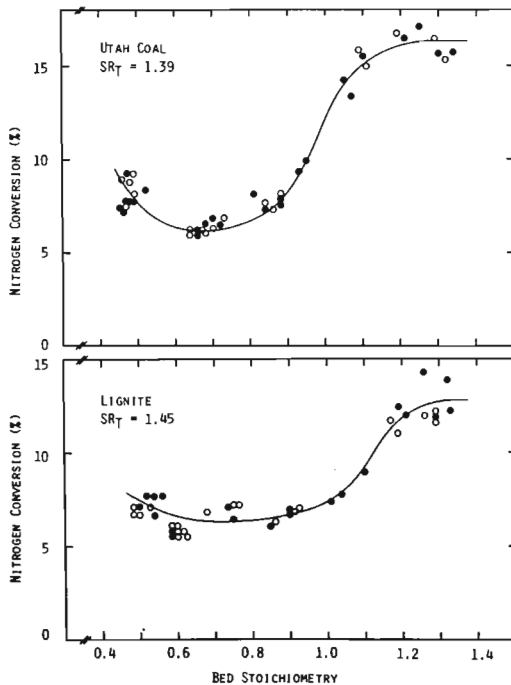 15
UTAH COAL
SRT = 1.39
10
5
0
NITROGEN CONVERSION (%)
15
LIGNITE
SRT = 1.45
10
5
0
NITROGEN CONVERSION (%)
0.4 0.6 0.8 1.0 1.2 1.4
BED STOICHIOMETRY